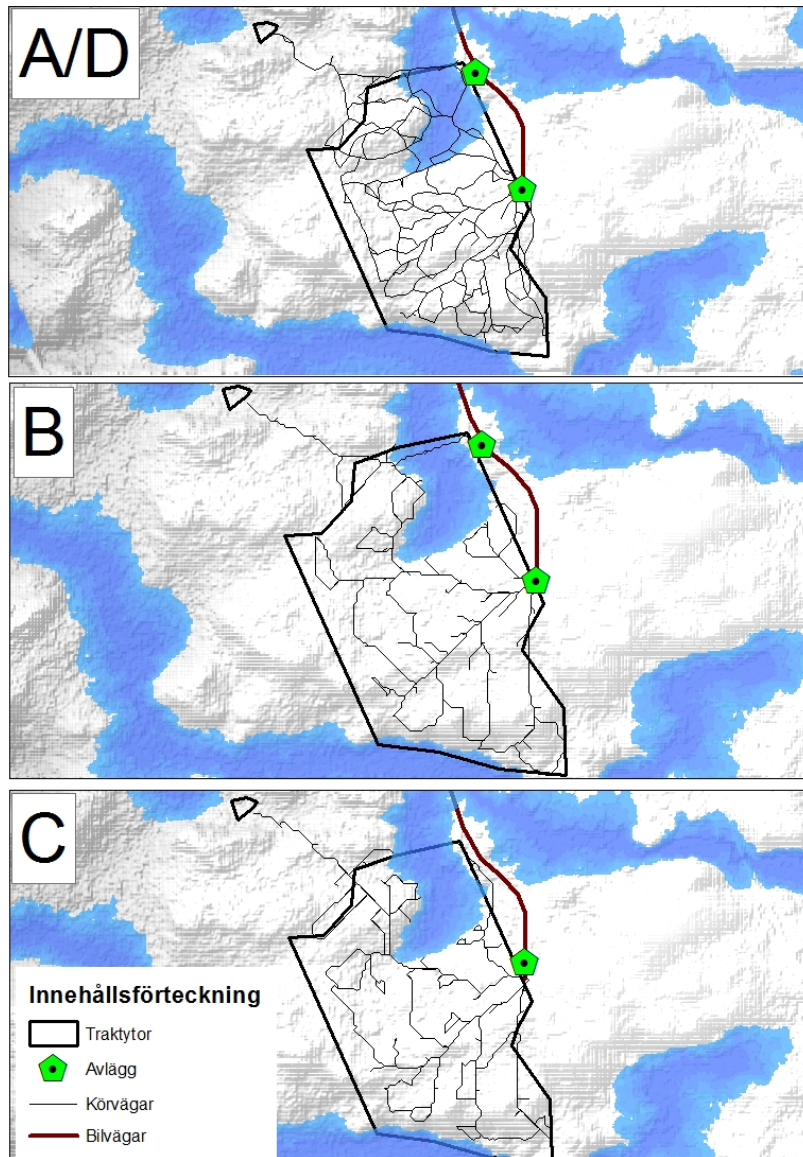 A/D
B
C
Innehållsförteckning
Traktytor
Avlägg
Körvägar
Bilvägar